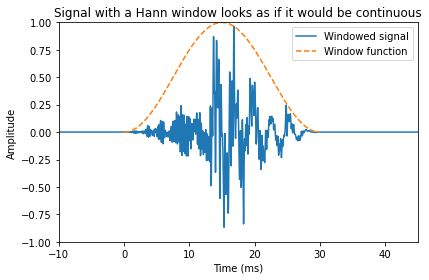 Signal with a Hann window looks as if it would be continuous
1.00
0.75
0.50
0.25
0.00
−0.25
−0.50
−0.75
−1.00
Amplitude
Windowed signal
Window function
−10 0 10 20 30 40
Time (ms)